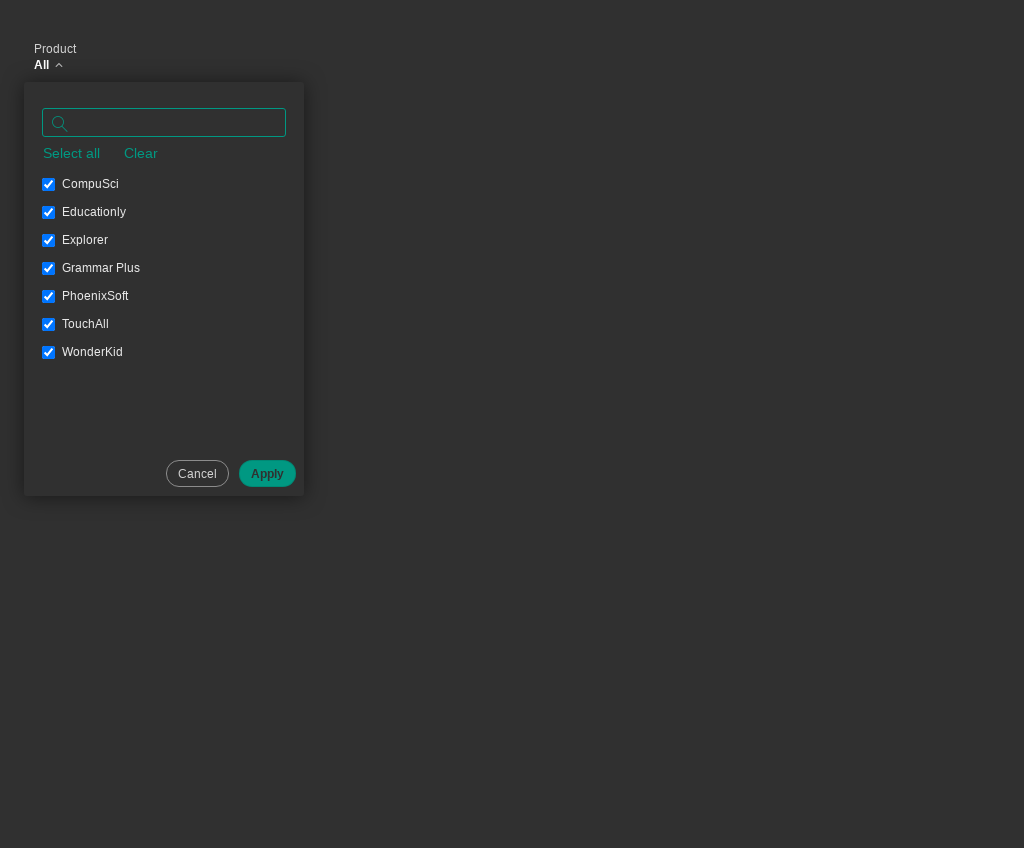 Product
All
Select all Clear
CompuSci
Educationly
Explorer
Grammar Plus
PhoenixSoft
TouchAll
WonderKid
Cancel Apply